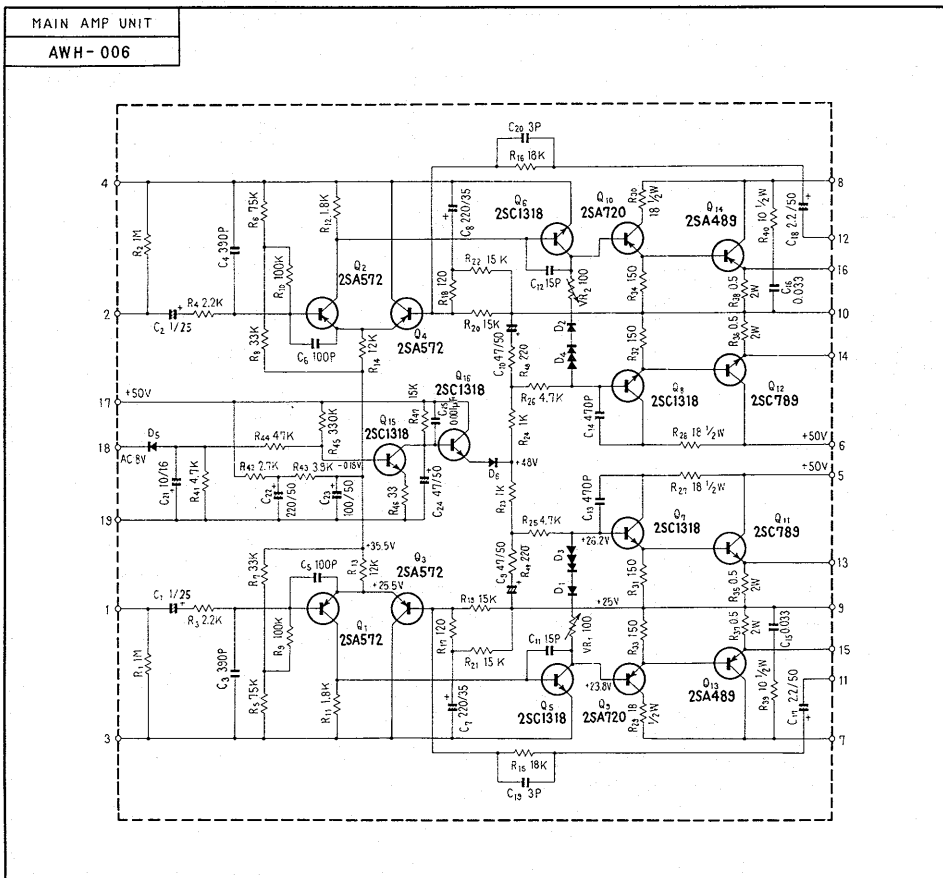 MAIN AMP UNIT
AWH-006
C20 3P
R16 18K
4
8
R2 1M
C4 390P
R6 75K
R12 1.8K
C8 220/35
Q6
2SC1318
Q10
2SA720
R30
18 ½W
Q14
2SA489
R40 10 ½W
C18 2.2/50
12
R10 100K
Q2
2SA572
R22 15K
C12 15P
VR2 100
R34 150
16
C16
0.033
R38 0.5
2W
R18 120
2
C2 1/25
R4 2.2K
R8 33K
C6 100P
R14 12K
Q4
2SA572
R20 15K
10
C10 47/50
R48 220
D2
D4
R32 150
R36 0.5
2W
14
Q16
2SC1318
R47 15K
C25
0.001μF
R26 4.7K
Q8
2SC1318
Q12
2SC789
17
+50V
R45 330K
Q15
2SC1318
R24 1K
C14 470P
R28 18 ½W
+50V
6
18
AC 8V
D5
R44 47K
D6
+48V
+50V
5
C21 10/16
R41 4.7K
R42 2.7K
R43 3.9K
-0.15V
C22
220/50
C23
100/50
R46 33
C24 47/50
R23 1K
C13 470P
R27 18 ½W
19
R25 4.7K
Q7
2SC1318
Q11
2SC789
+26.2V
R7 33K
+35.5V
R13
12K
Q3
2SA572
C5 100P
+25.5V
C9 47/50
R49 220
D3
D1
R31 150
13
R35 0.5
2W
1
C1 1/25
R3 2.2K
R19 15K
+25V
9
Q1
2SA572
R17 120
C11 15P
VR1 100
R33 150
R37 0.5
2W
C15 0.033
R1 1M
C3 390P
R9 100K
R5 75K
R11 1.8K
R21 15K
15
C7 220/35
Q5
2SC1318
+23.8V
Q9
2SA720
R29 18
½W
Q13
2SA489
R39 10 ½W
C17 2.2/50
11
3
7
R15 18K
C19 3P